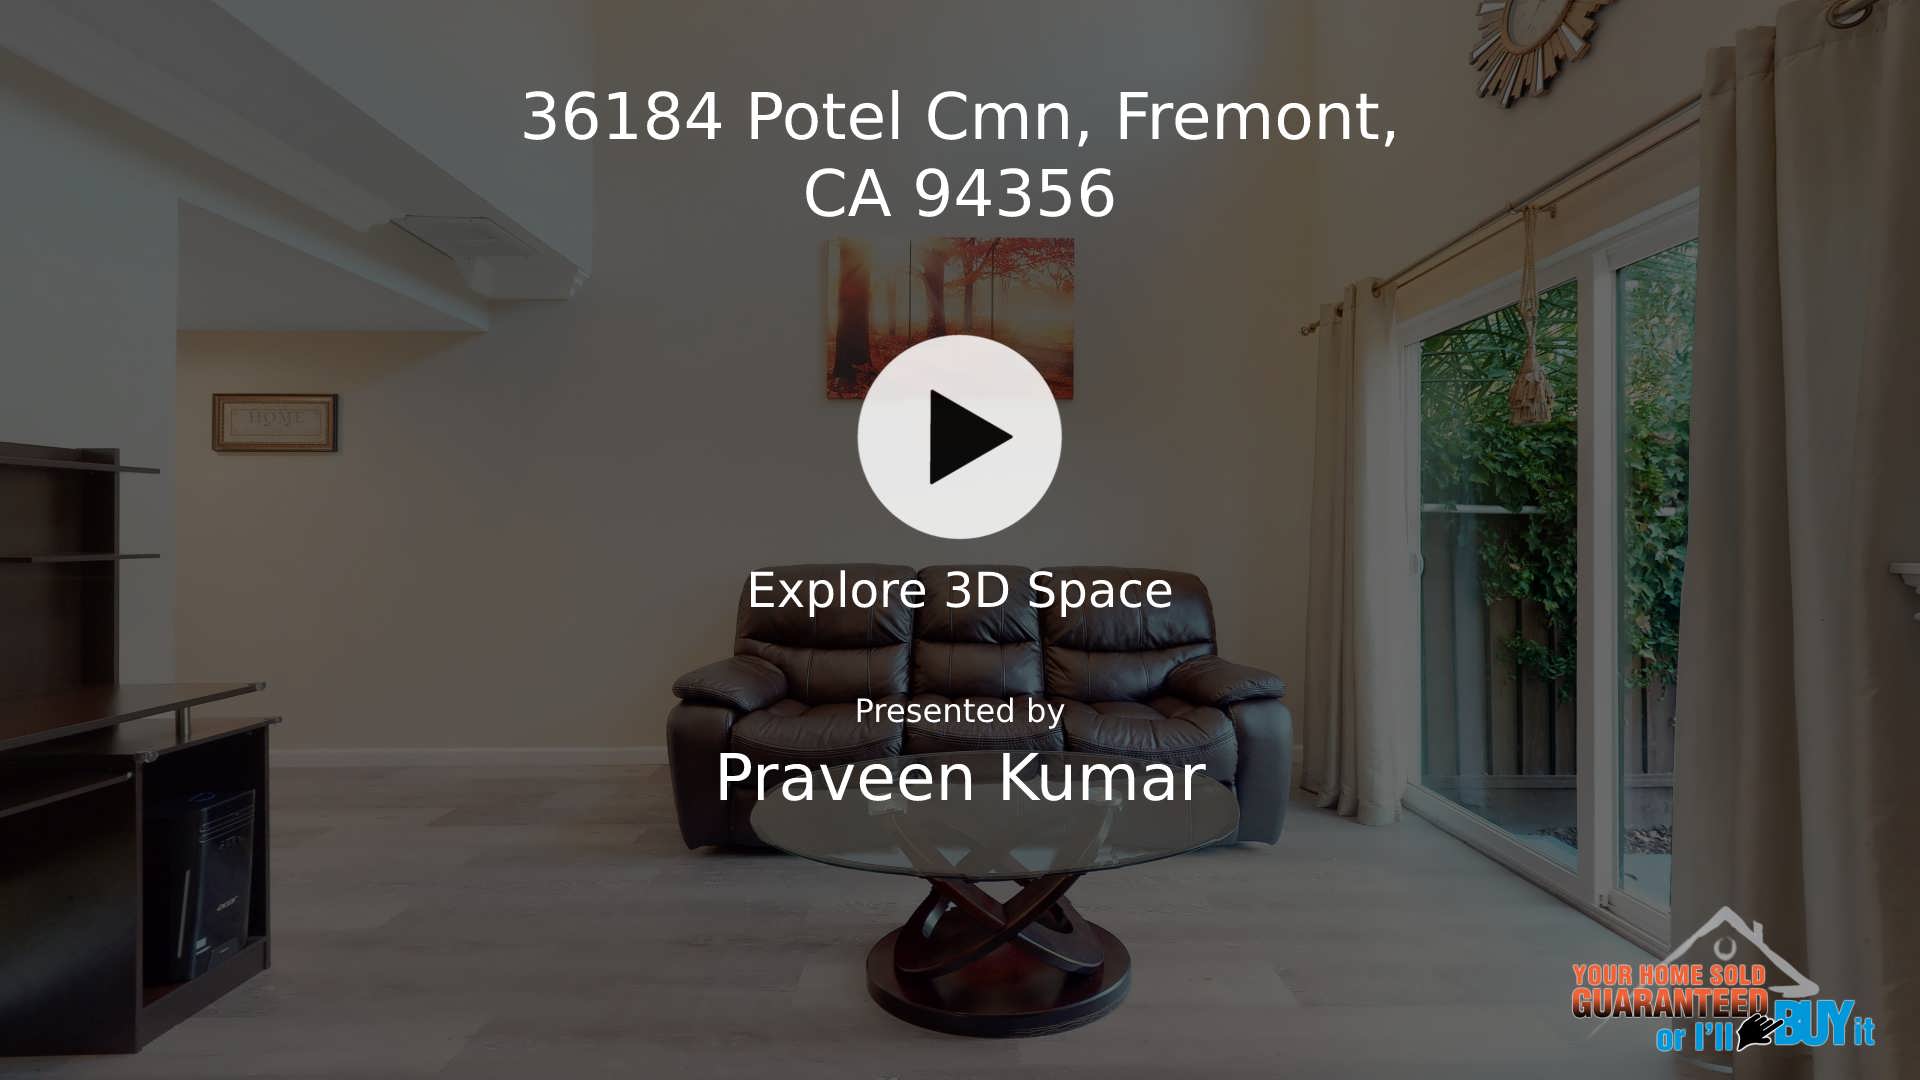 36184 Potel Cmn, Fremont,
CA 94356
HOME
Explore 3D Space
Presented by
Praveen Kumar
acer
YOUR HOME SOLD
GUARANTEED
or I'll BUY it